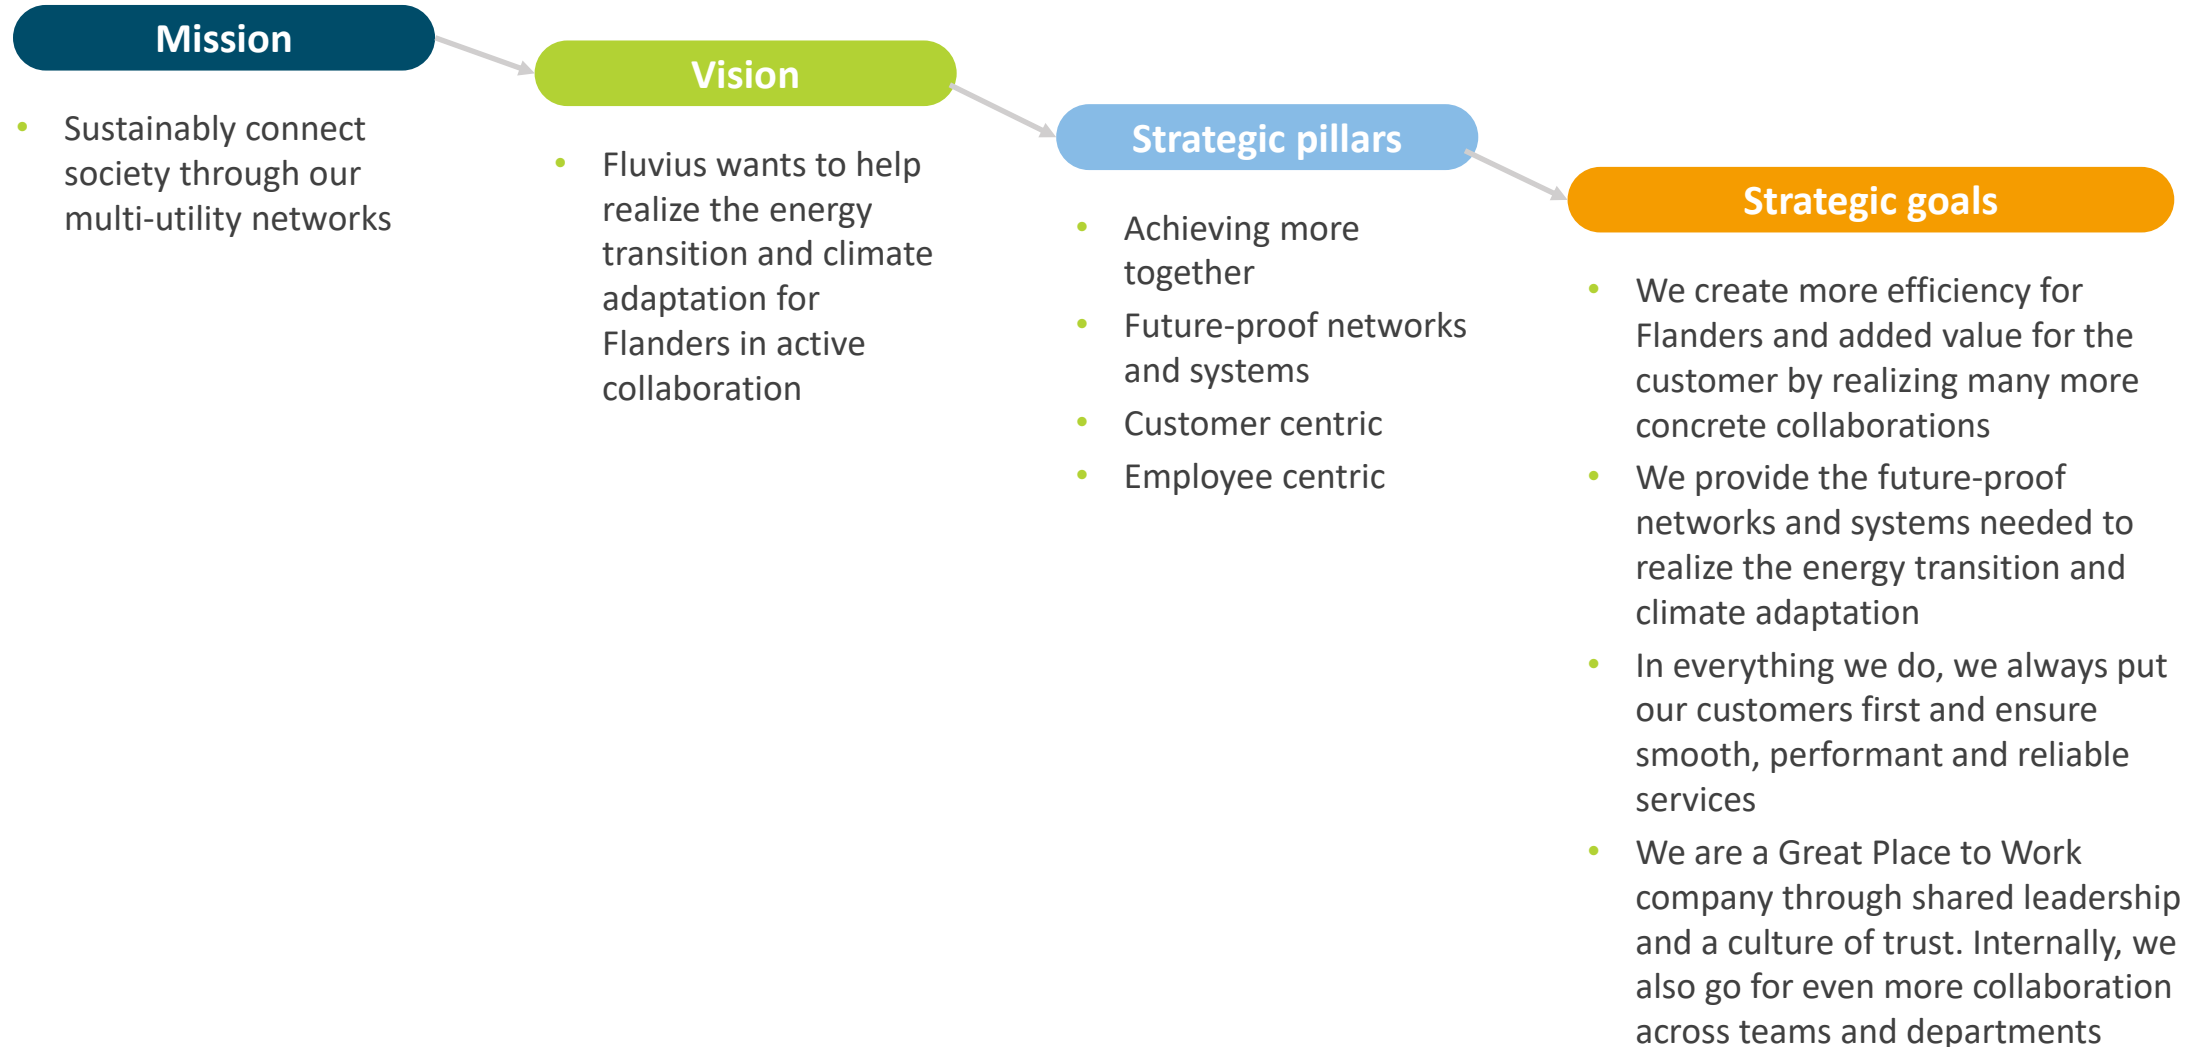 Mission
Sustainably connect
society through our
multi-utility networks
Vision
Fluvius wants to help
realize the energy
transition and climate
adaptation for
Flanders in active
collaboration
Strategic pillars
Achieving more
together
Future-proof networks
and systems
Customer centric
Employee centric
Strategic goals
We create more efficiency for
Flanders and added value for the
customer by realizing many more
concrete collaborations
We provide the future-proof
networks and systems needed to
realize the energy transition and
climate adaptation
In everything we do, we always put
our customers first and ensure
smooth, performant and reliable
services
We are a Great Place to Work
company through shared leadership
and a culture of trust. Internally, we
also go for even more collaboration
across teams and departments